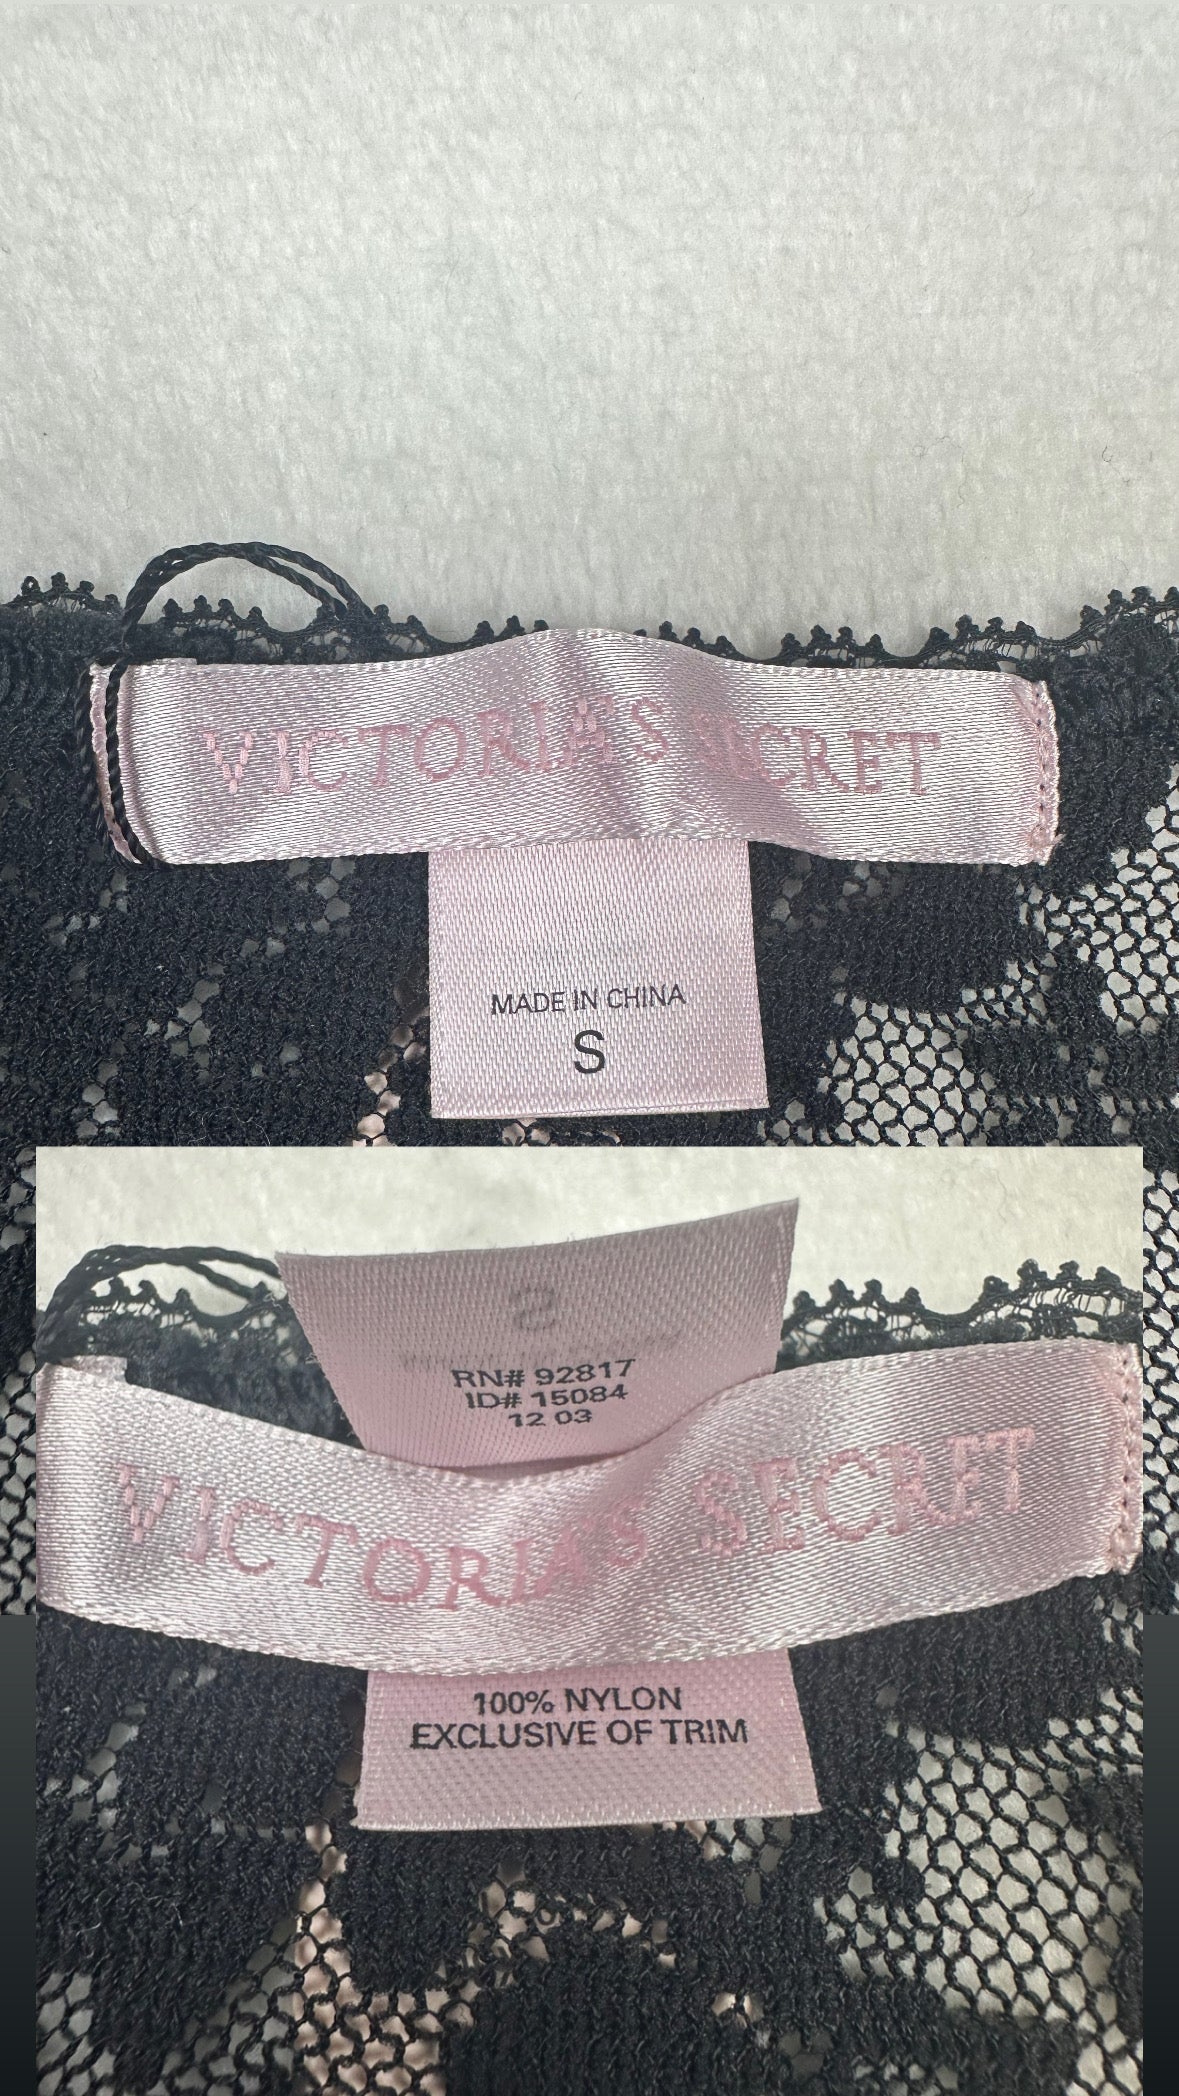 VICTORIA'S SECRET
MADE IN CHINA
S
RN# 92817
ID# 15084
12 03
VICTORIA'S SECRET
100% NYLON
EXCLUSIVE OF TRIM